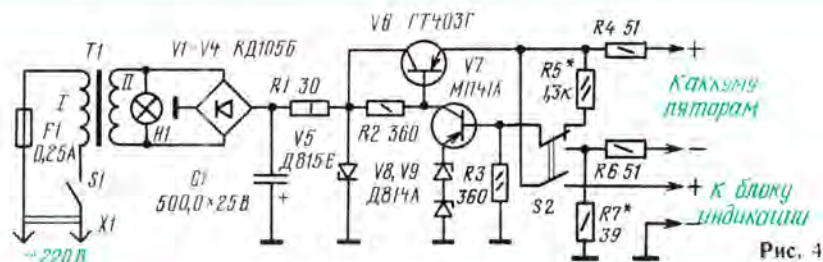 V6 ГТ403Г
V1-V4 КД105Б
T1
I
II
F1
0,25А
H1
S1
X1
~220В
R1 30
V5
Д815Е
C1
500,0×25В
+
R2 360
V7
МП41А
V8, V9
Д814А
R3
360
R4 51
+
R5*
1,3к
К аккуму-
ляторам
R6 51
-
S2
R7*
39
+
К блоку
индикации
-
Рис. 4